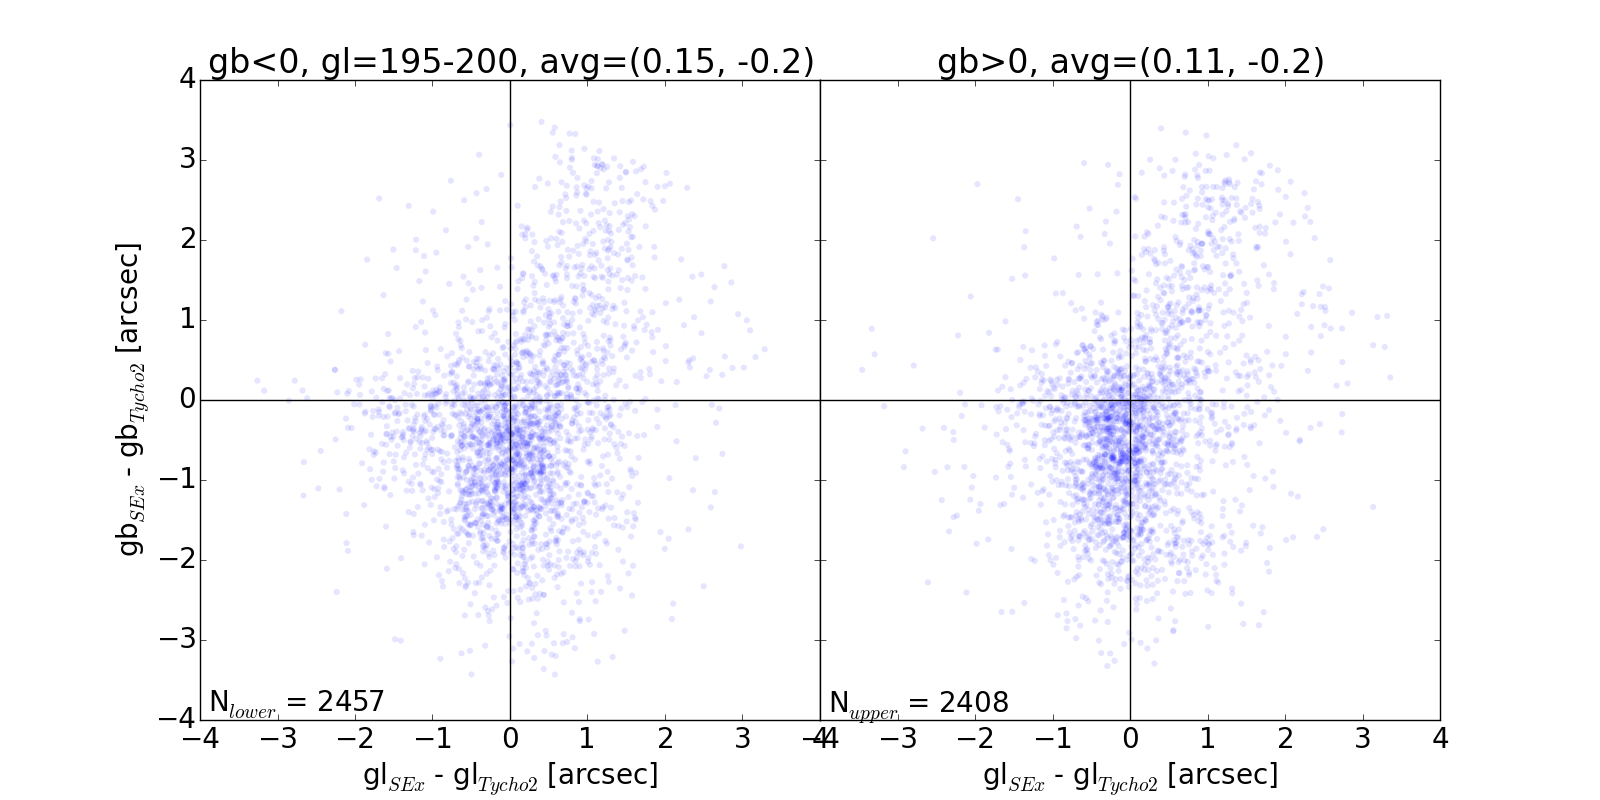 gb<0, gl=195-200, avg=(0.15, -0.2)
gb>0, avg=(0.11, -0.2)
4
3
2
1
0
−1
−2
−3
−4
gb_SEx - gb_Tycho2 [arcsec]
N_lower = 2457
N_upper = 2408
−4 −3 −2 −1 0 1 2 3 4
−4 −3 −2 −1 0 1 2 3 4
gl_SEx - gl_Tycho2 [arcsec]
gl_SEx - gl_Tycho2 [arcsec]